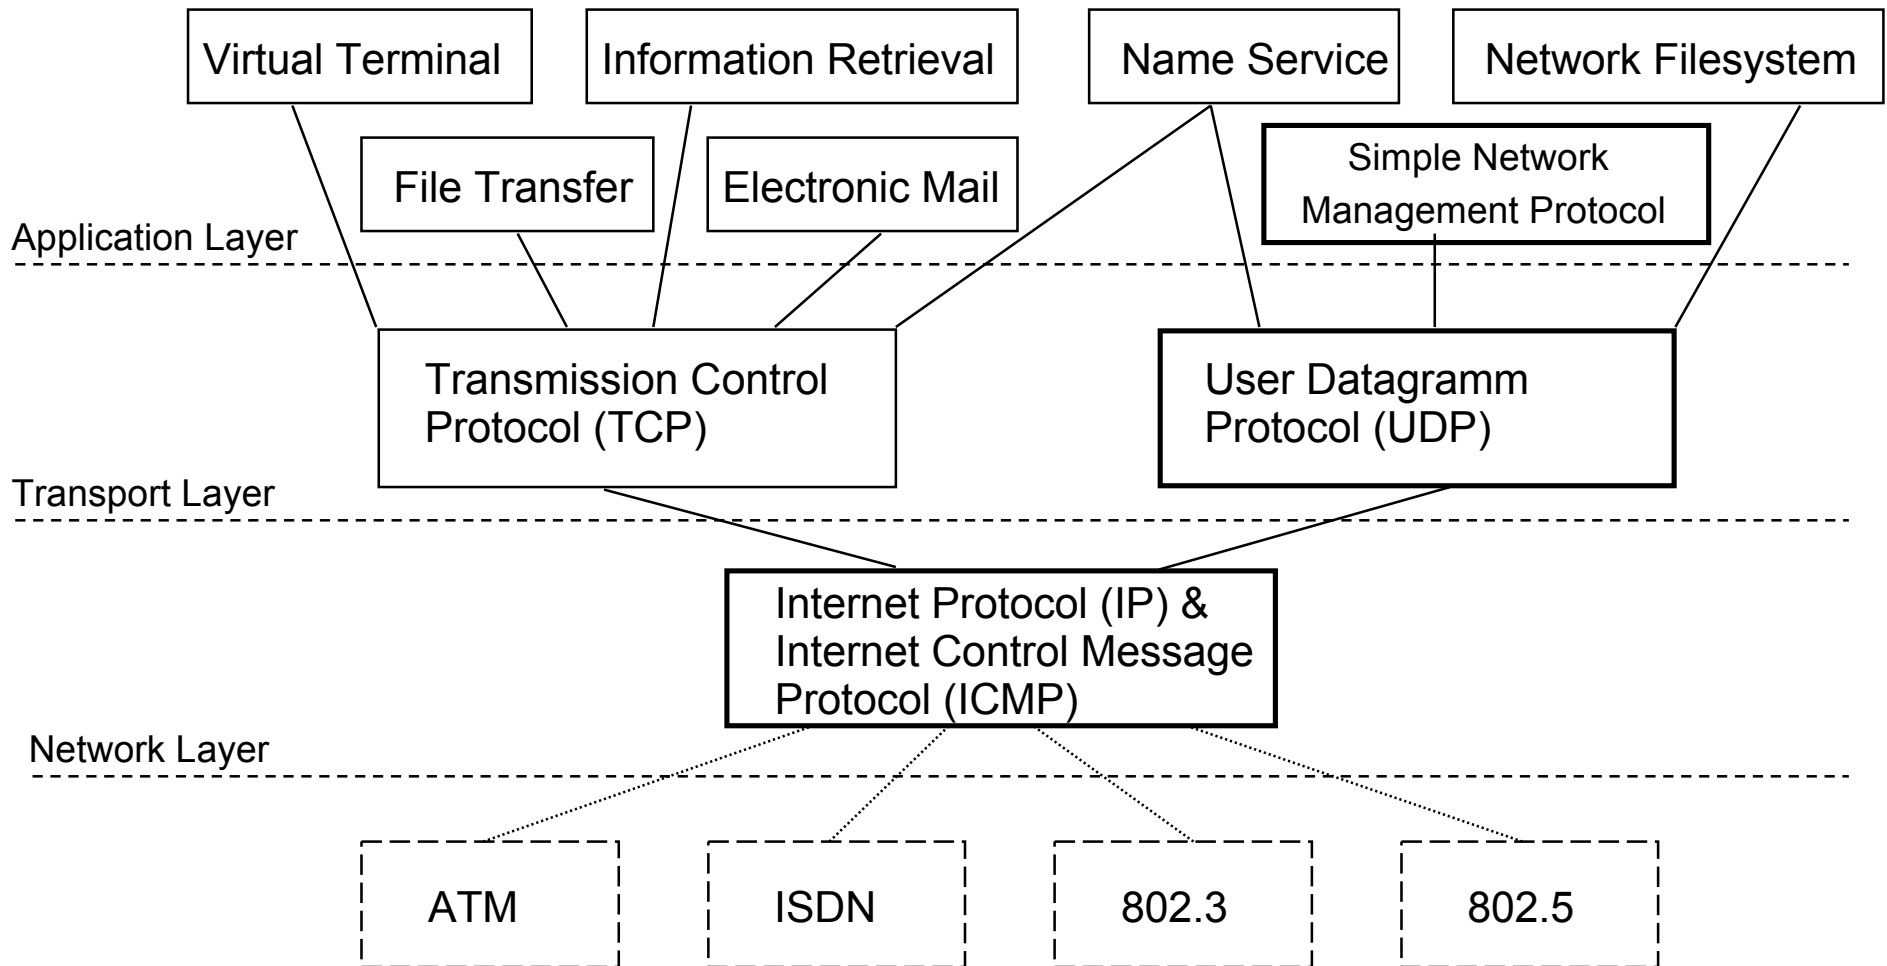 Virtual Terminal
Information Retrieval
Name Service
Network Filesystem
File Transfer
Electronic Mail
Simple Network
Management Protocol
Application Layer
Transmission Control
Protocol (TCP)
User Datagramm
Protocol (UDP)
Transport Layer
Internet Protocol (IP) &
Internet Control Message
Protocol (ICMP)
Network Layer
ATM
ISDN
802.3
802.5